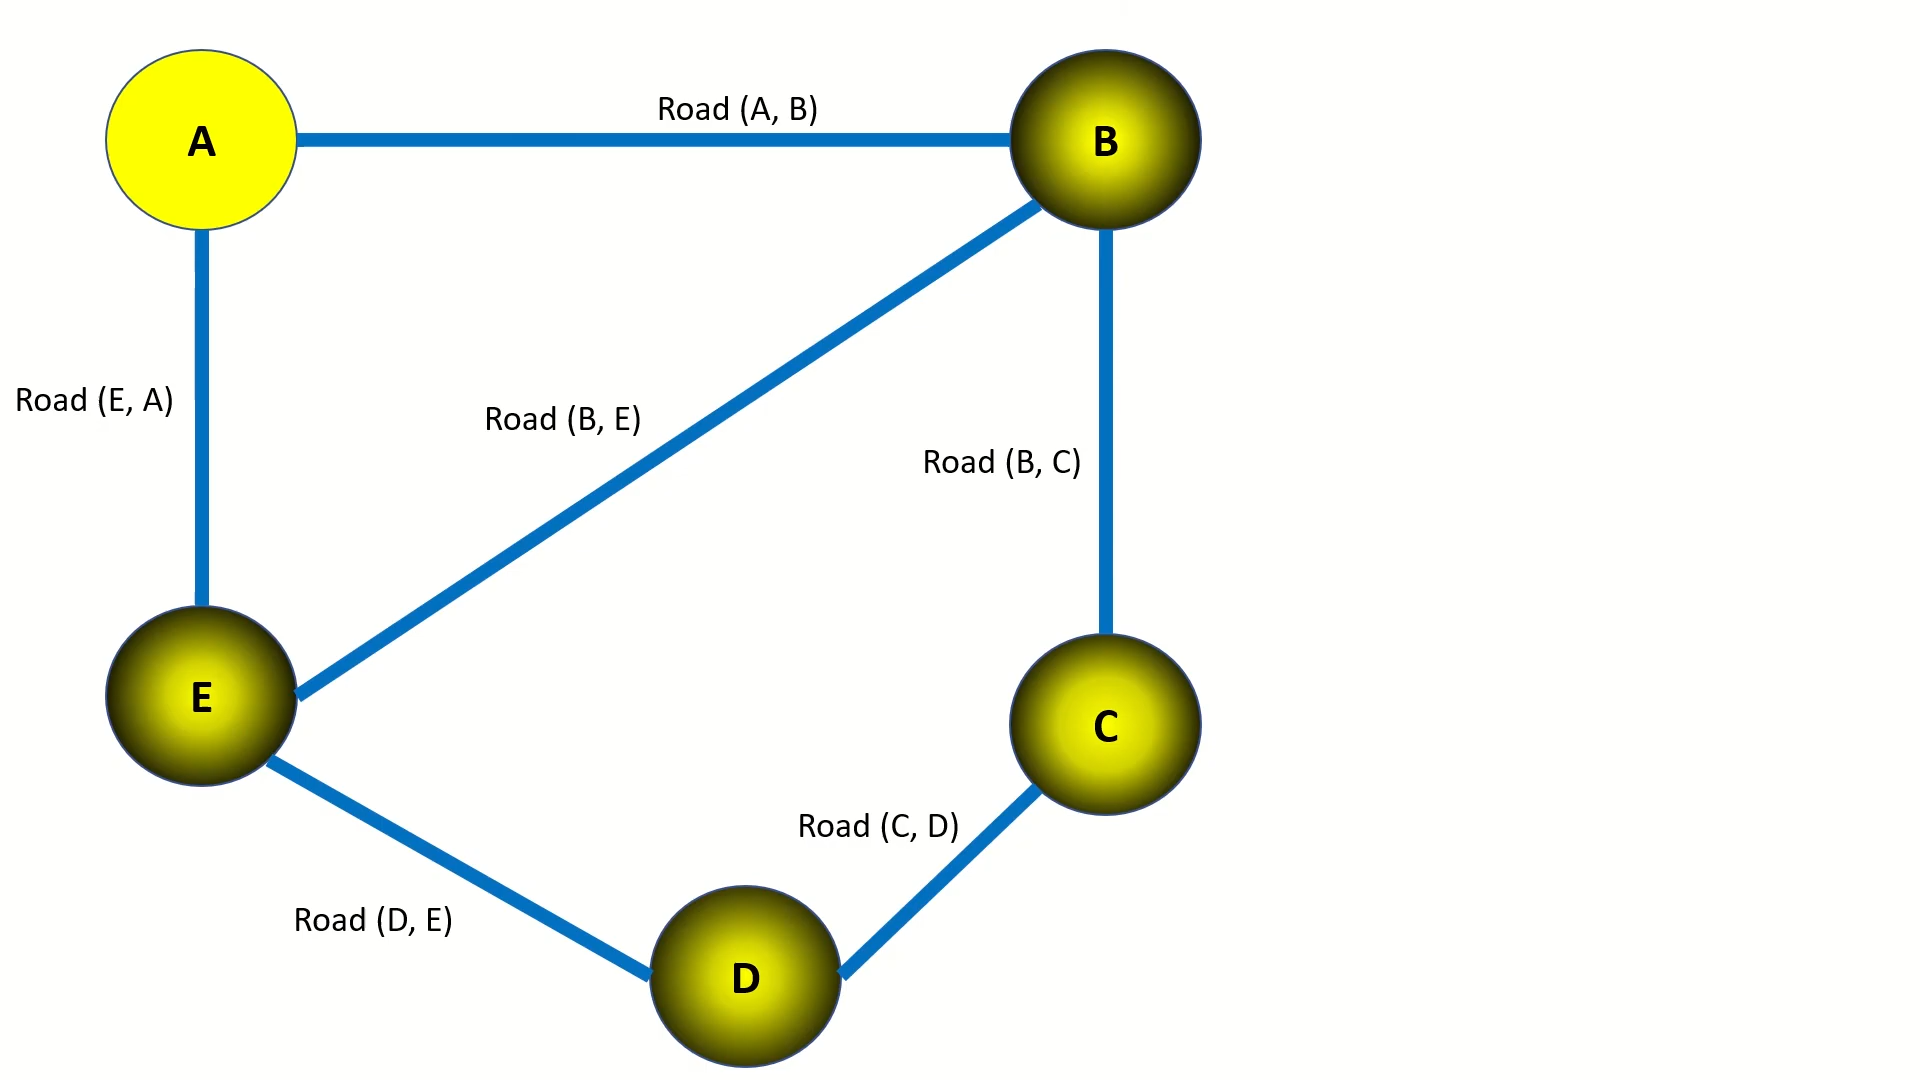 Road (A, B)
A
B
Road (E, A)
Road (B, E)
Road (B, C)
E
C
Road (C, D)
Road (D, E)
D